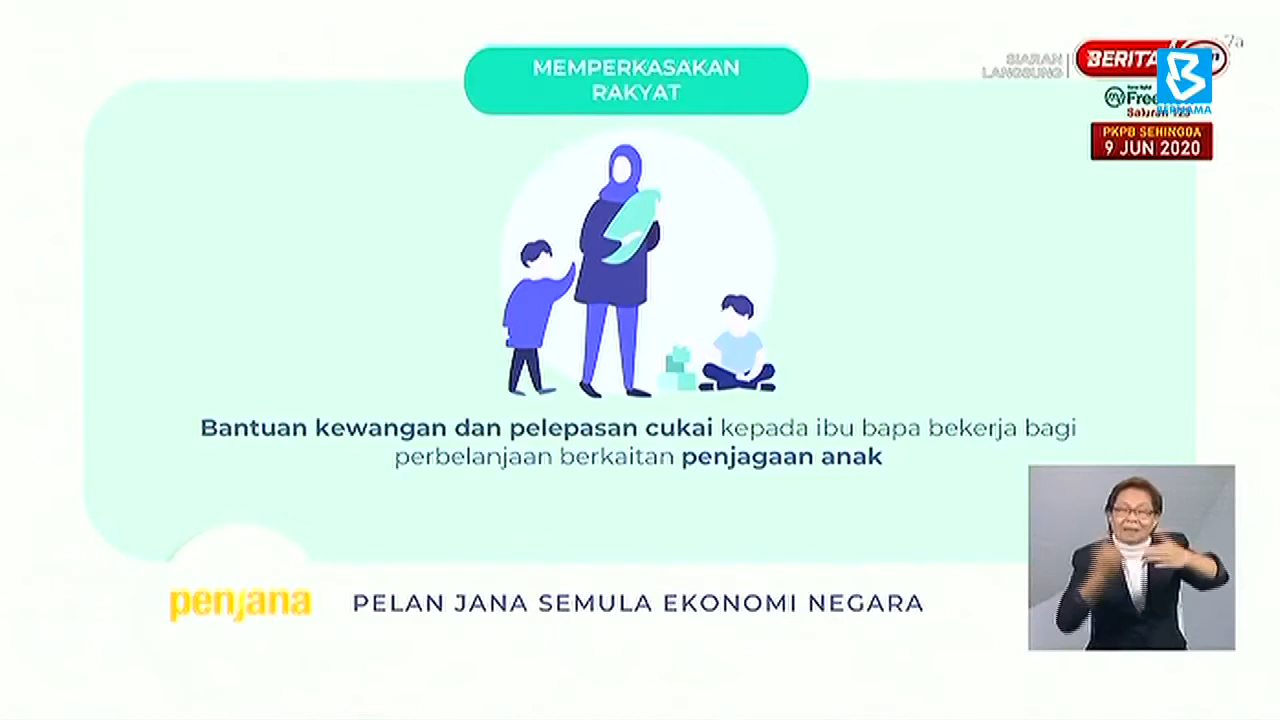 MEMPERKASAKAN
RAKYAT
SIARAN
LANGSUNG
BERITA
BERNAMA
Saluran 123
PKPB SEHINGGA
9 JUN 2020
Bantuan kewangan dan pelepasan cukai kepada ibu bapa bekerja bagi
perbelanjaan berkaitan penjagaan anak
penjana
PELAN JANA SEMULA EKONOMI NEGARA